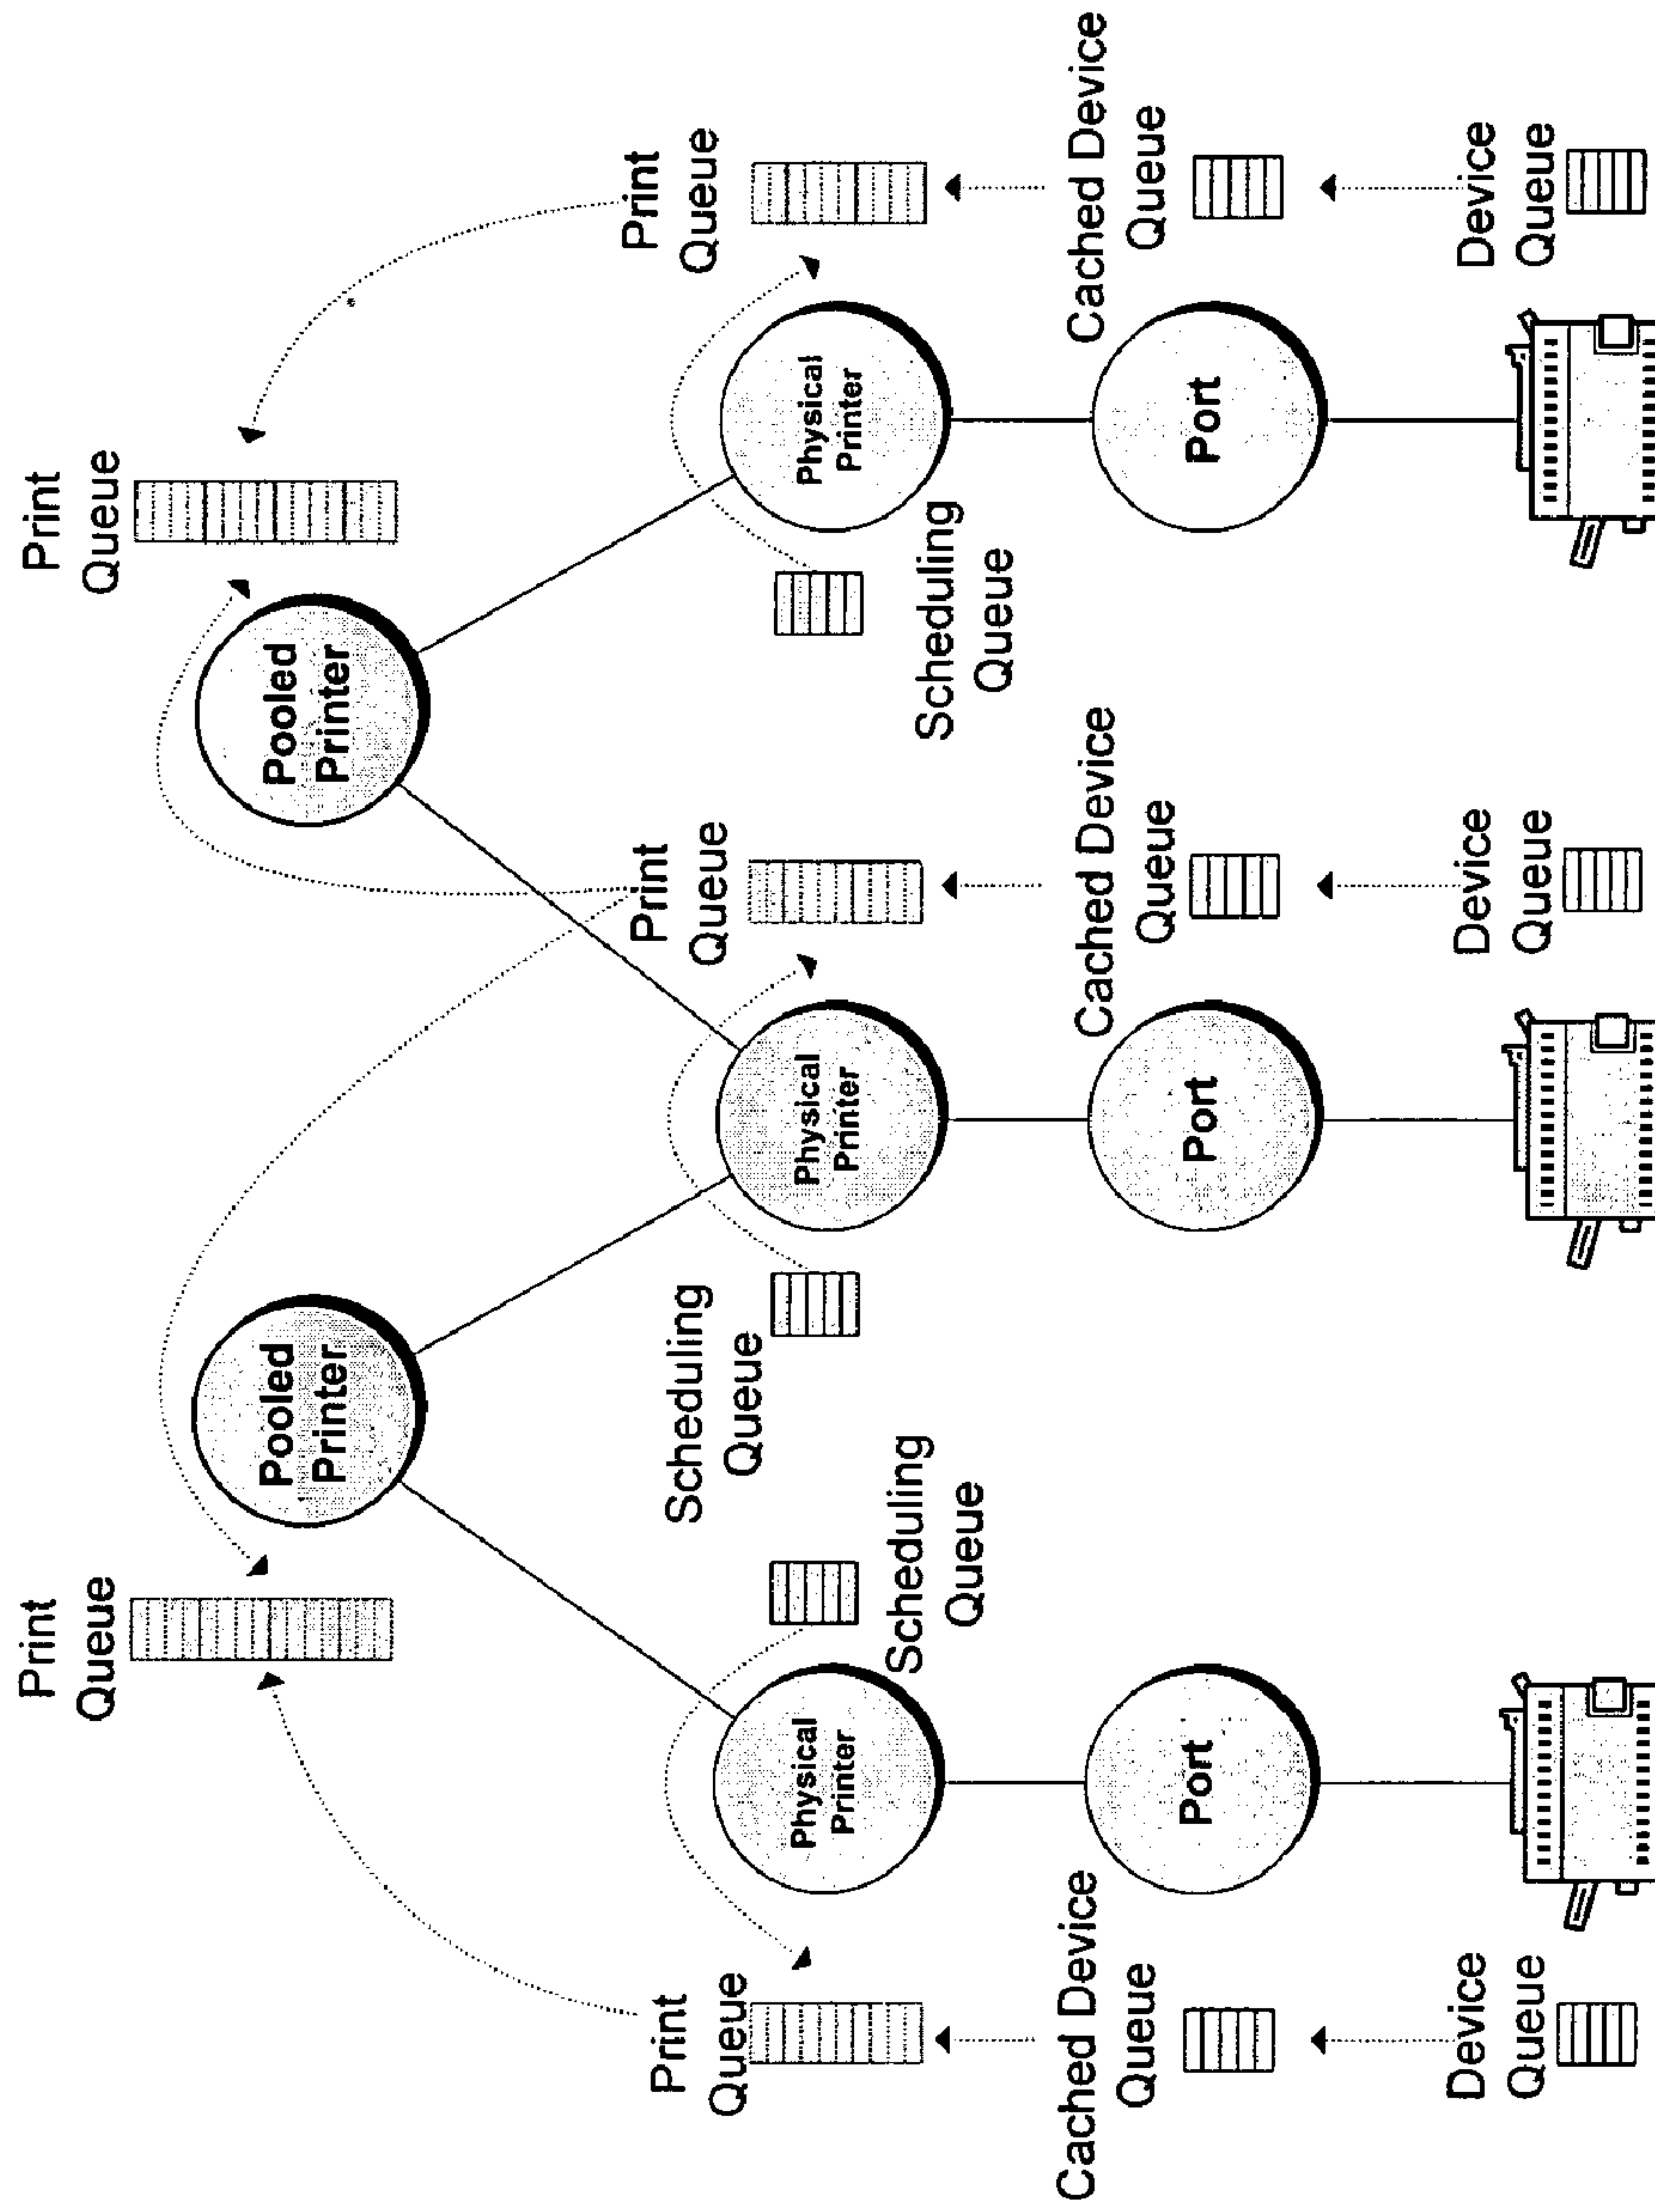 Print
Queue
Print
Queue
Pooled
Printer
Pooled
Printer
Print
Queue
Scheduling
Queue
Print
Queue
Print
Queue
Physical
Printer
Scheduling
Queue
Physical
Printer
Physical
Printer
Scheduling
Queue
Cached Device
Queue
Cached Device
Queue
Cached Device
Queue
Port
Port
Port
Device
Queue
Device
Queue
Device
Queue